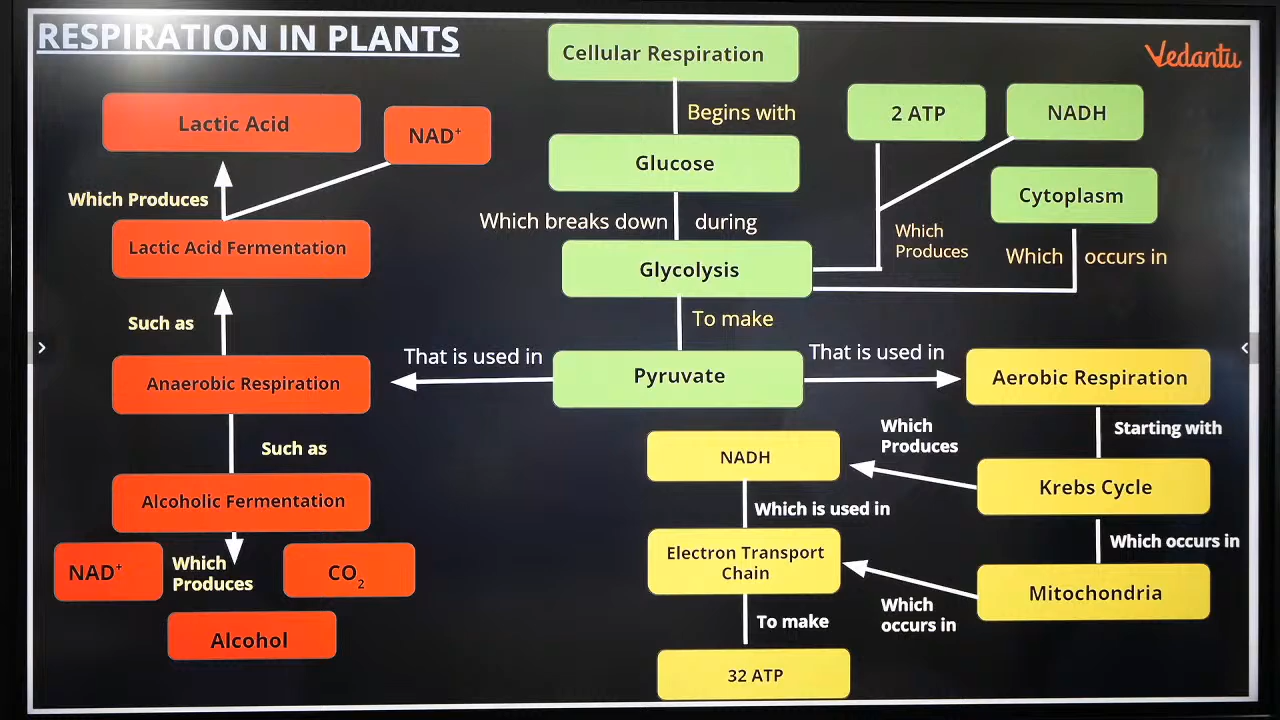 RESPIRATION IN PLANTS
Vedantu
Cellular Respiration
Begins with
Glucose
Which breaks down during
Glycolysis
2 ATP
NADH
Which
Produces
Cytoplasm
Which occurs in
To make
Pyruvate
That is used in
Anaerobic Respiration
Such as
Lactic Acid Fermentation
Which Produces
Lactic Acid
NAD⁺
Such as
Alcoholic Fermentation
Which
Produces
NAD⁺
CO₂
Alcohol
That is used in
Aerobic Respiration
Starting with
Krebs Cycle
Which
Produces
NADH
Which occurs in
Mitochondria
Which is used in
Electron Transport
Chain
Which
occurs in
To make
32 ATP